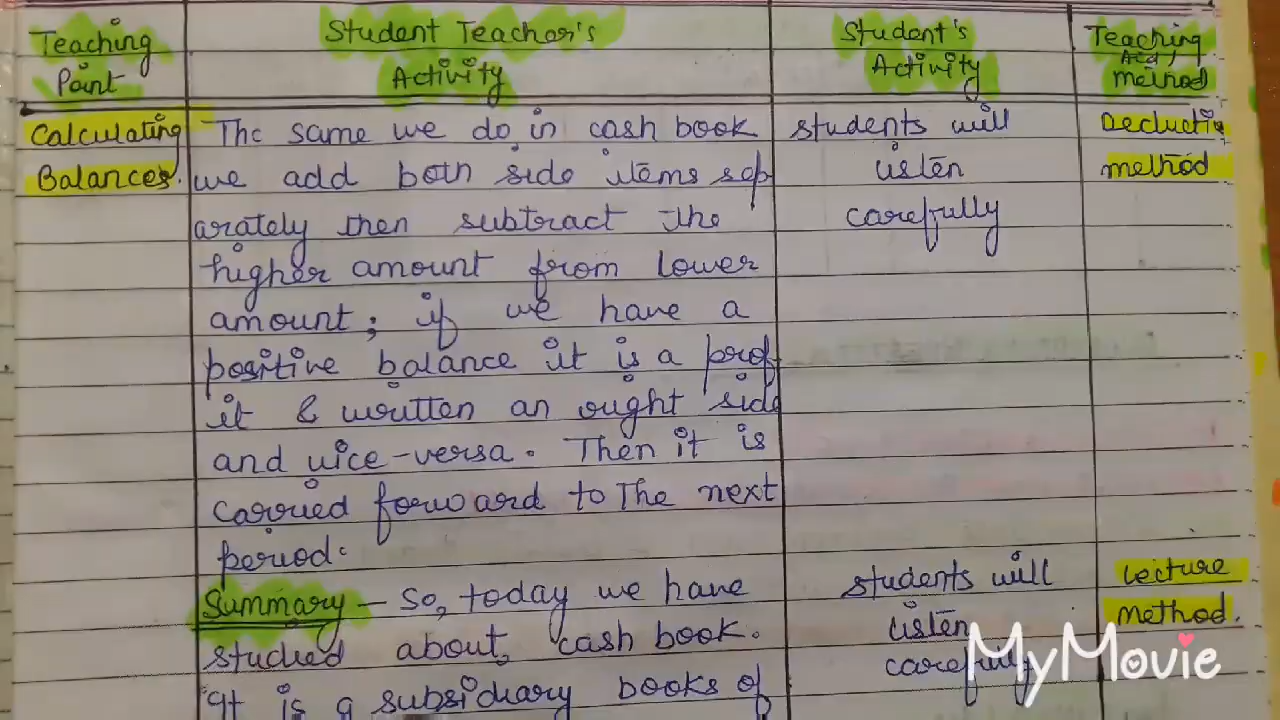 Teaching Point
Student Teacher's Activity
Student's Activity
Teaching Aid / method
Calculating
Balances.
The same we do in cash book
we add both side items sep
arately then subtract the
higher amount from lower
amount; if we have a
positive balance it is a prof
it & written an ought side
and vice-versa. Then it is
carried forward to The next
period.
students will
listen
carefully
deductiv
method
Summary - So, today we have
studied about, cash book.
It is a subsidiary books of
students will
listen
carefully
lecture
method.
MyMovie